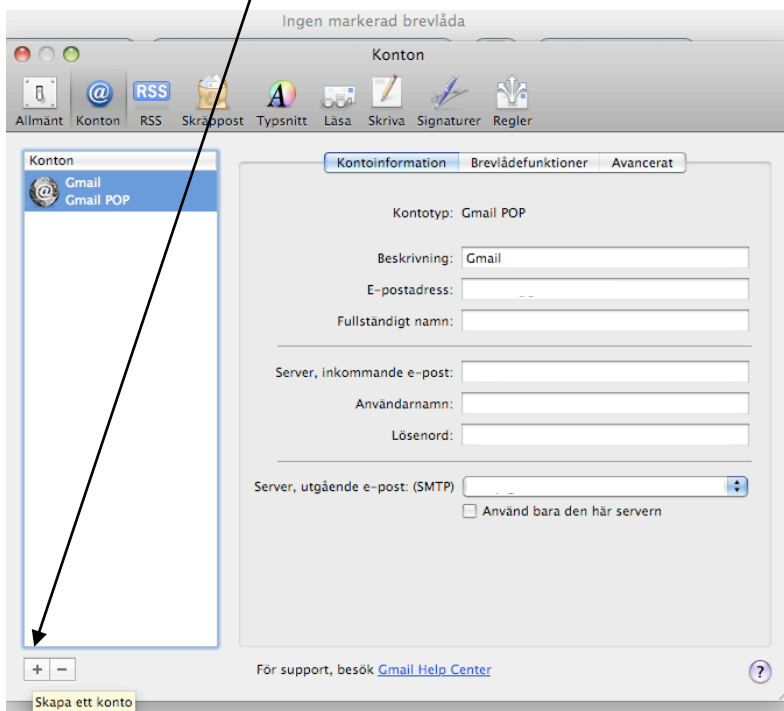 Ingen markerad brevlåda
Konton
Allmänt Konton RSS Skräppost Typsnitt Läsa Skriva Signaturer Regler
RSS
Konton
Gmail
Gmail POP
Kontoinformation Brevlådefunktioner Avancerat
Kontotyp: Gmail POP
Beskrivning: Gmail
E-postadress:
Fullständigt namn:
Server, inkommande e-post:
Användarnamn:
Lösenord:
Server, utgående e-post: (SMTP)
Använd bara den här servern
+ −
För support, besök Gmail Help Center
?
Skapa ett konto